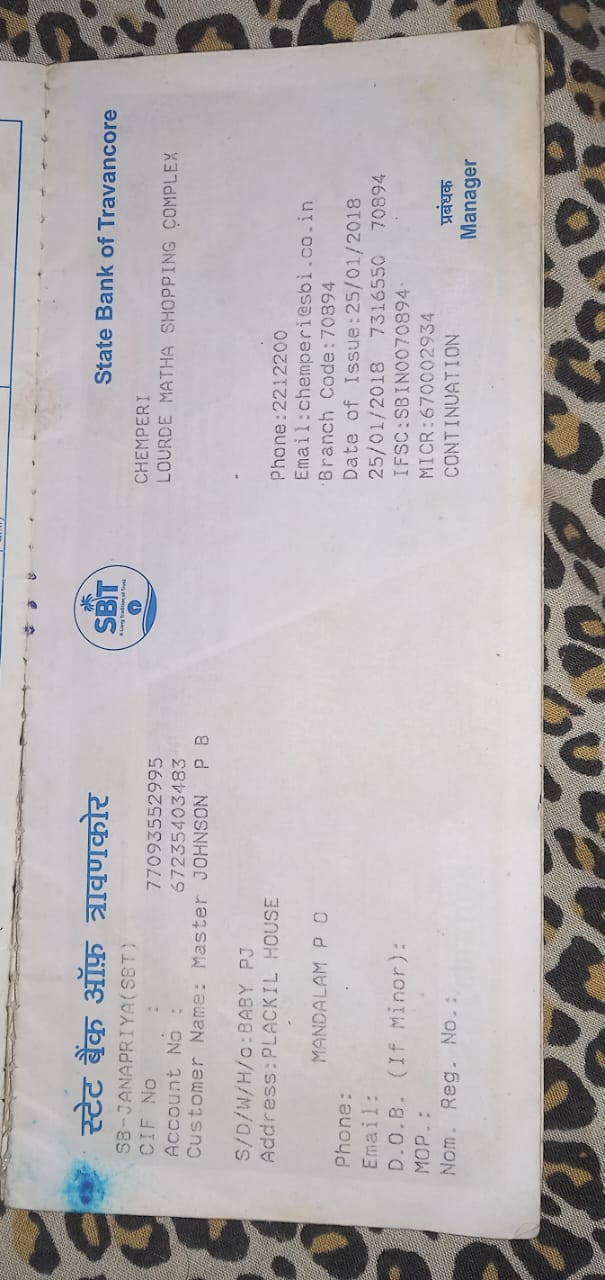 स्टेट बैंक ऑफ़ त्रावणकोर
SBT
A Long Tradition of Trust
State Bank of Travancore
SB-JANAPRIYA(SBT)
CIF No : 77093552995
Account No : 67235403483
Customer Name: Master JOHNSON P B
S/D/W/H/o:BABY PJ
Address:PLACKIL HOUSE
MANDALAM P O
Phone:
Email:
D.O.B. (If Minor):
MOP.:
Nom. Reg. No.:
CHEMPERI
LOURDE MATHA SHOPPING COMPLEX
Phone:2212200
Email:chemperi@sbi.co.in
Branch Code:70894
Date of Issue:25/01/2018
25/01/2018 7316550 70894
IFSC:SBIN0070894
MICR:670002934
CONTINUATION
प्रबंधक
Manager